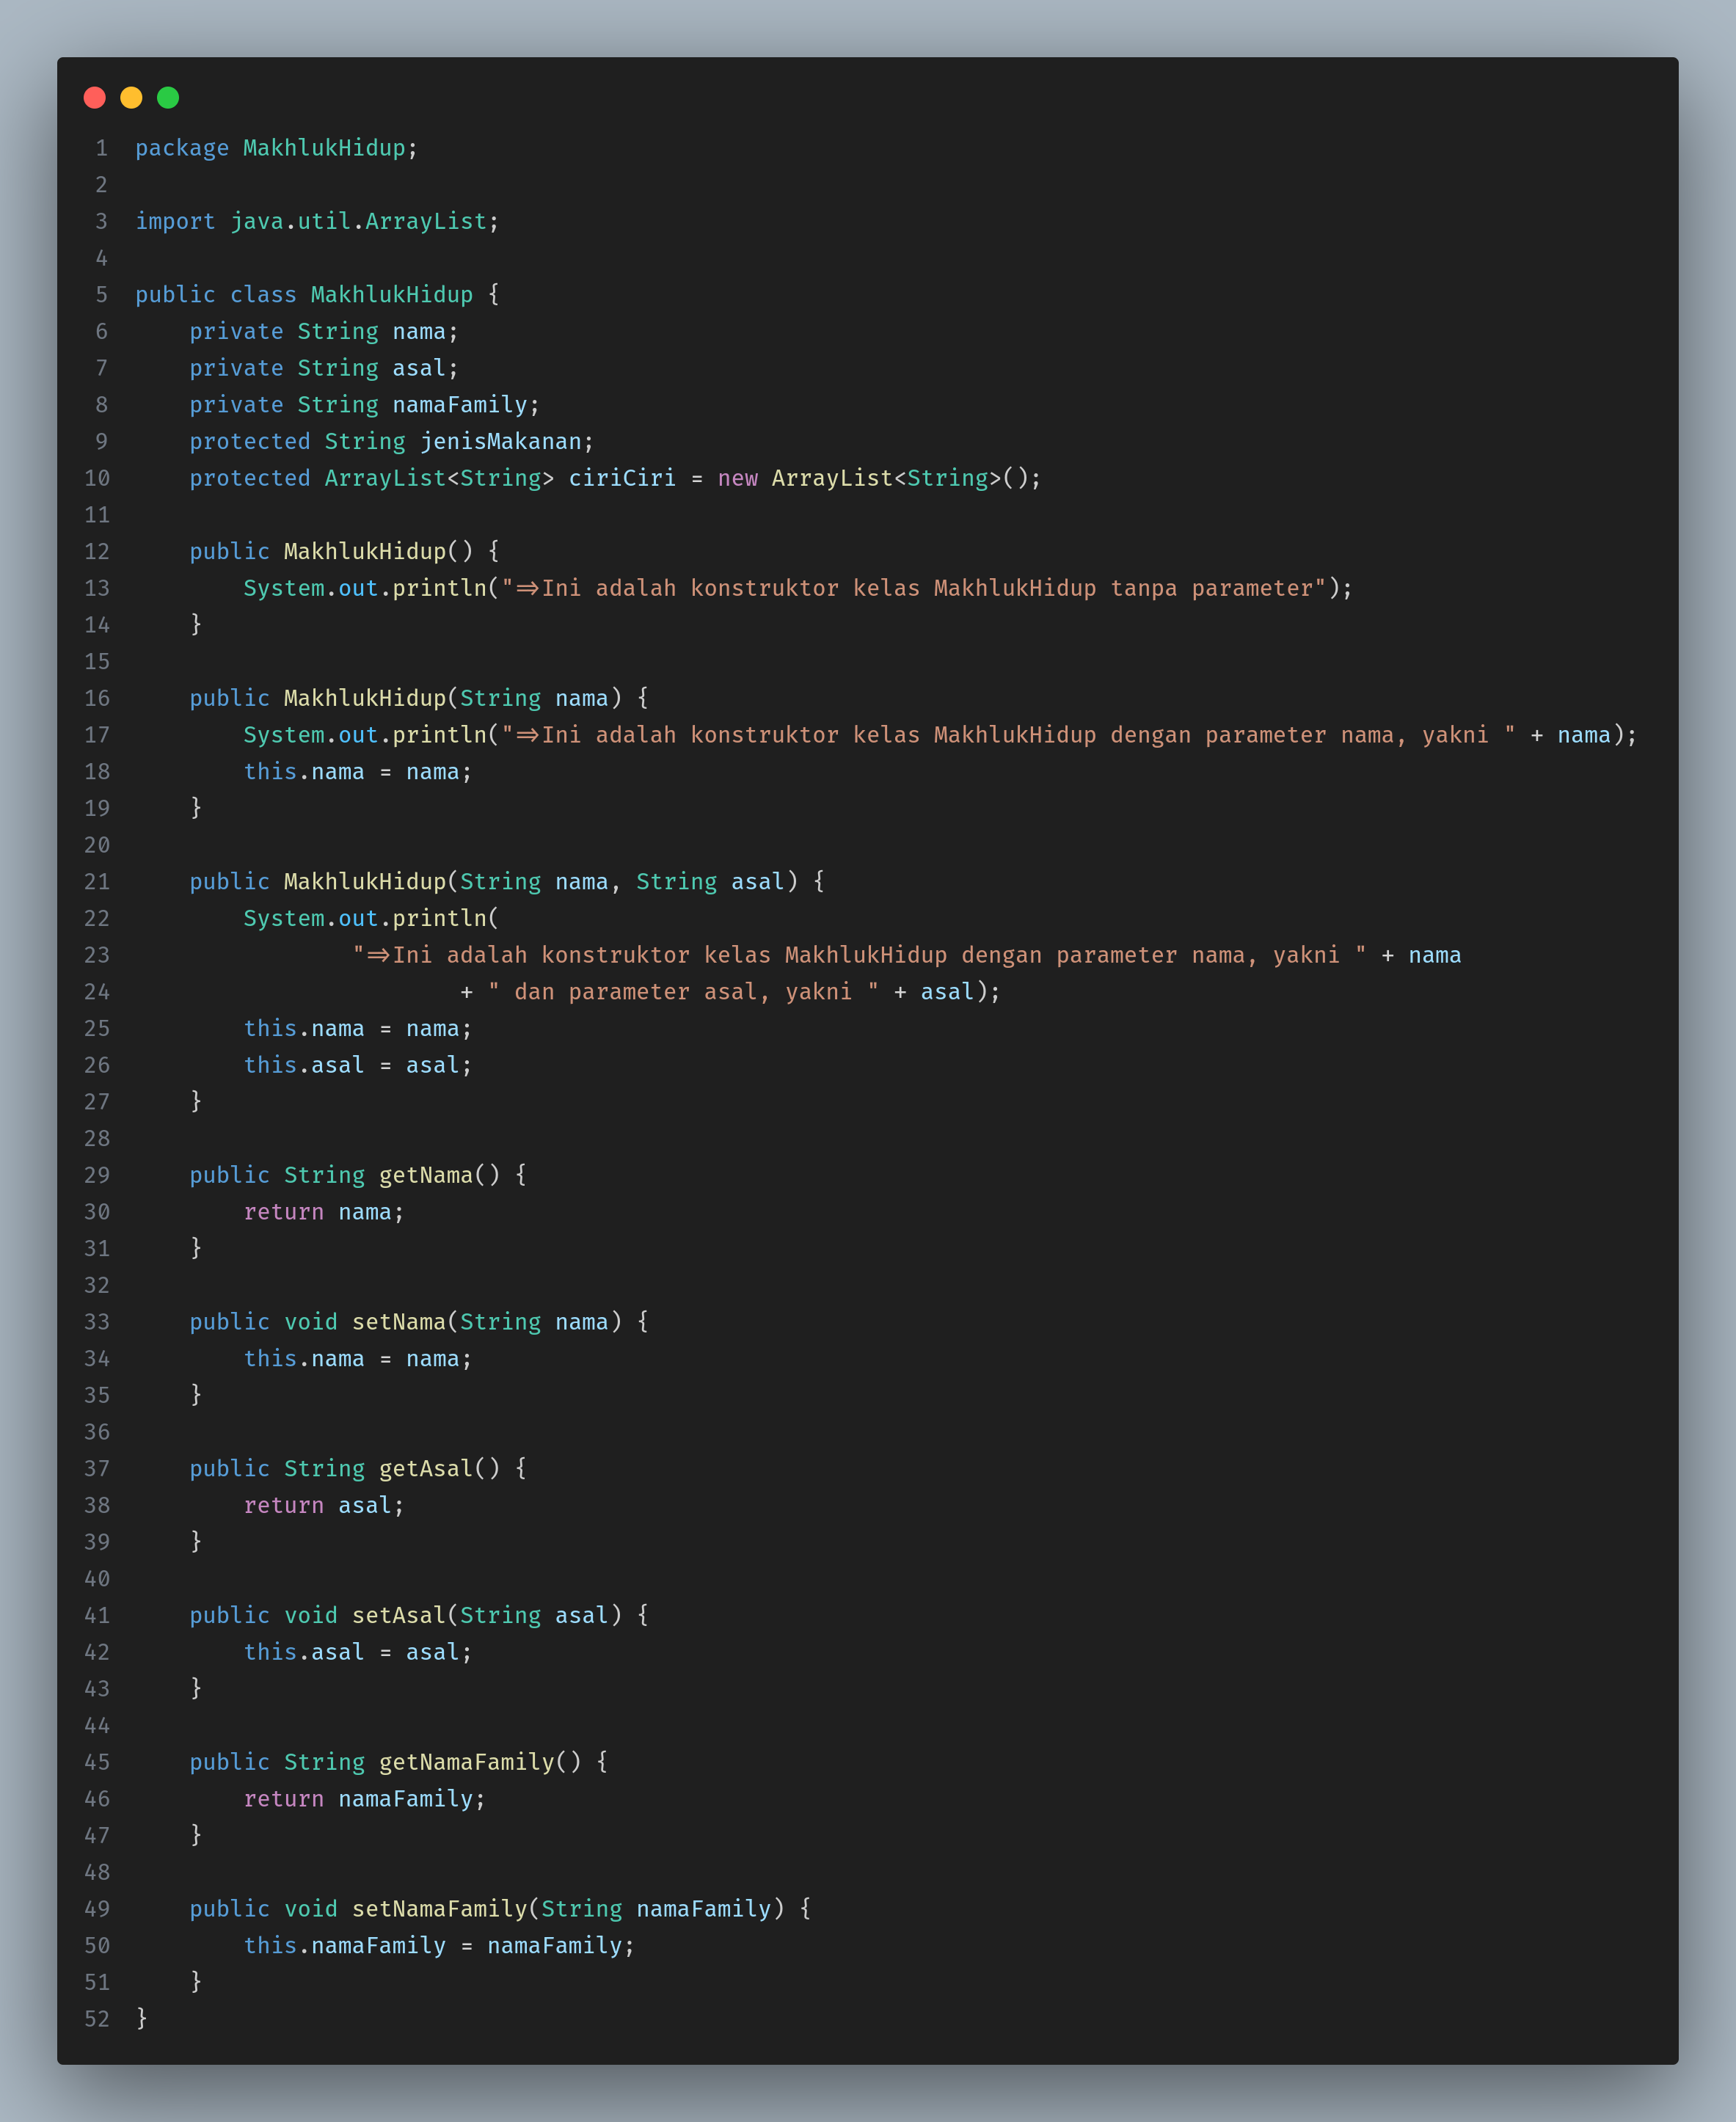 1 package MakhlukHidup;
2
3 import java.util.ArrayList;
4
5 public class MakhlukHidup {
6     private String nama;
7     private String asal;
8     private String namaFamily;
9     protected String jenisMakanan;
10     protected ArrayList<String> ciriCiri = new ArrayList<String>();
11
12     public MakhlukHidup() {
13         System.out.println("=>Ini adalah konstruktor kelas MakhlukHidup tanpa parameter");
14     }
15
16     public MakhlukHidup(String nama) {
17         System.out.println("=>Ini adalah konstruktor kelas MakhlukHidup dengan parameter nama, yakni " + nama);
18         this.nama = nama;
19     }
20
21     public MakhlukHidup(String nama, String asal) {
22         System.out.println(
23                 "=>Ini adalah konstruktor kelas MakhlukHidup dengan parameter nama, yakni " + nama
24                         + " dan parameter asal, yakni " + asal);
25         this.nama = nama;
26         this.asal = asal;
27     }
28
29     public String getNama() {
30         return nama;
31     }
32
33     public void setNama(String nama) {
34         this.nama = nama;
35     }
36
37     public String getAsal() {
38         return asal;
39     }
40
41     public void setAsal(String asal) {
42         this.asal = asal;
43     }
44
45     public String getNamaFamily() {
46         return namaFamily;
47     }
48
49     public void setNamaFamily(String namaFamily) {
50         this.namaFamily = namaFamily;
51     }
52 }